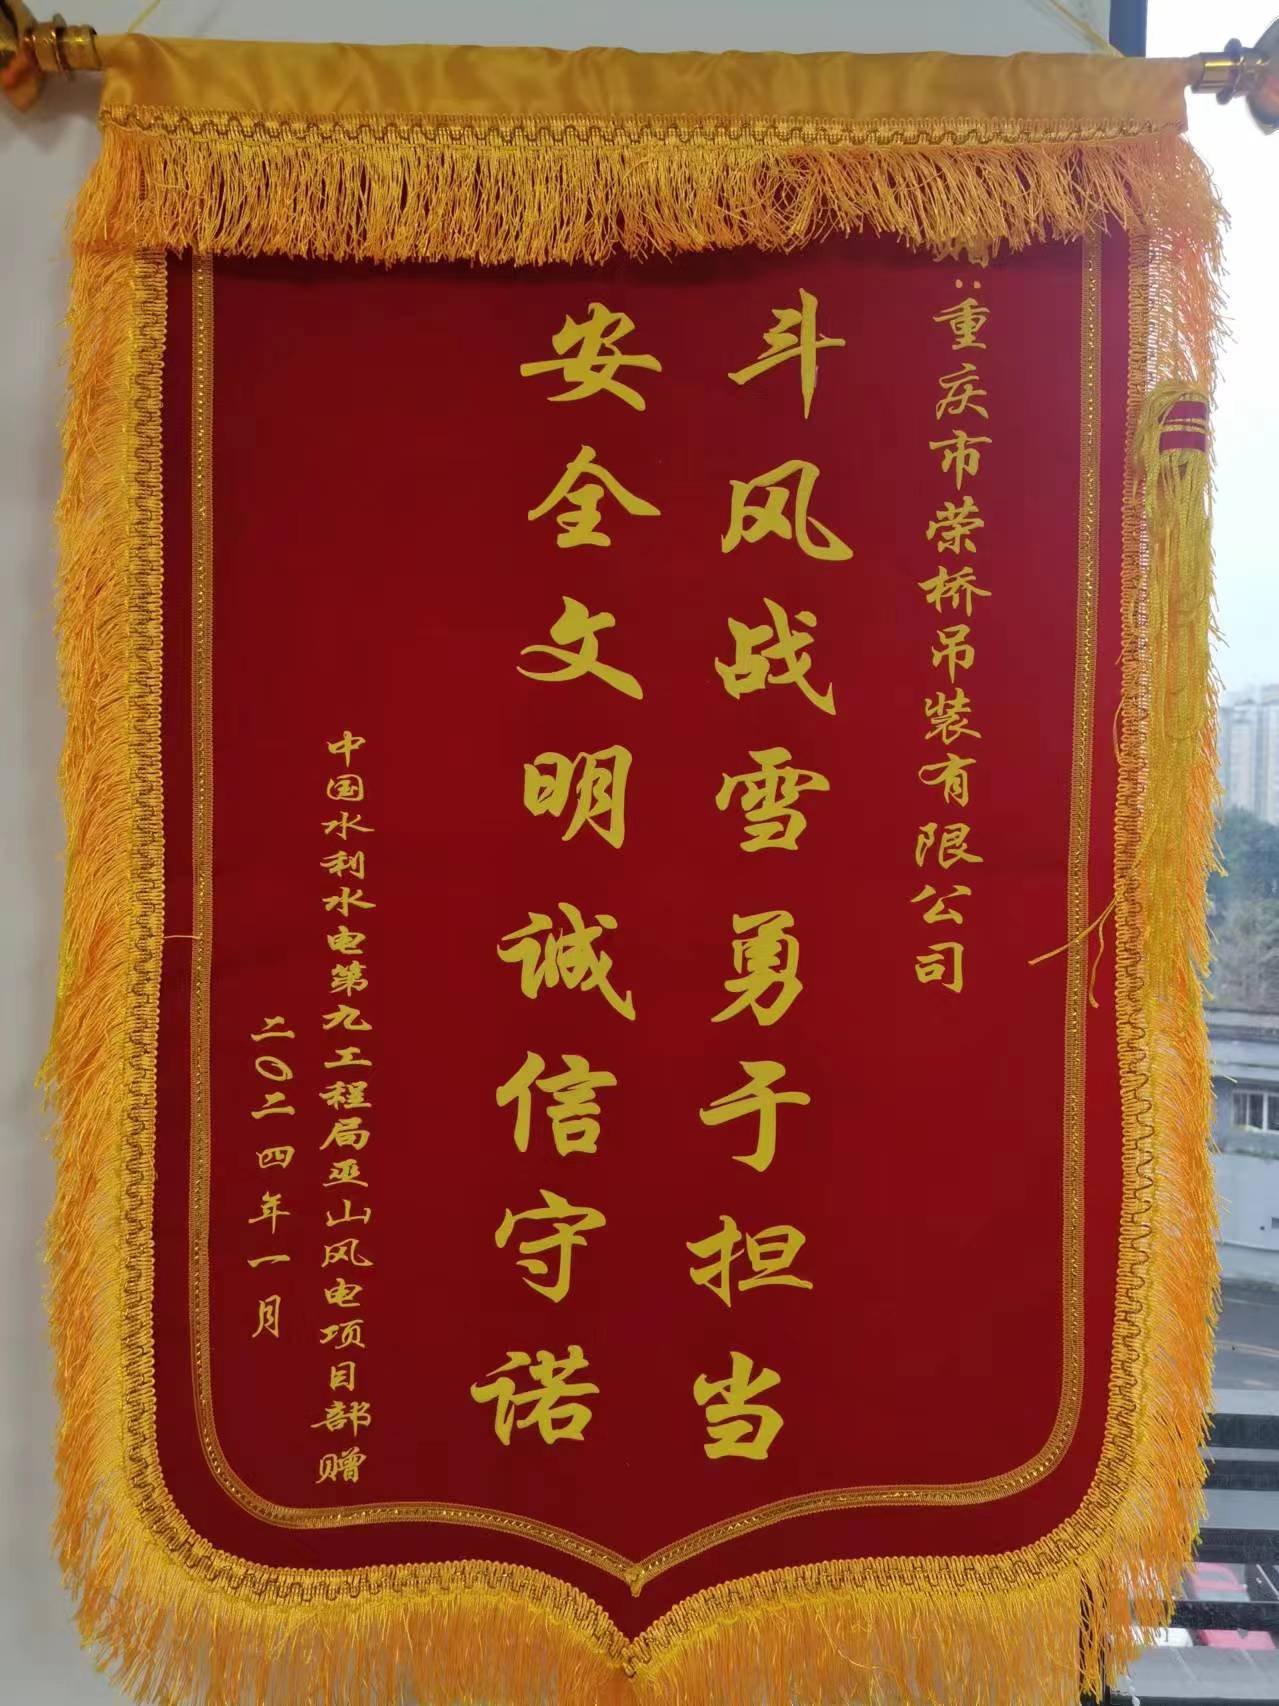 :重庆市荣桥吊装有限公司
斗风战雪勇于担当
安全文明诚信守诺
中国水利水电第九工程局巫山风电项目部赠
二〇二四年一月